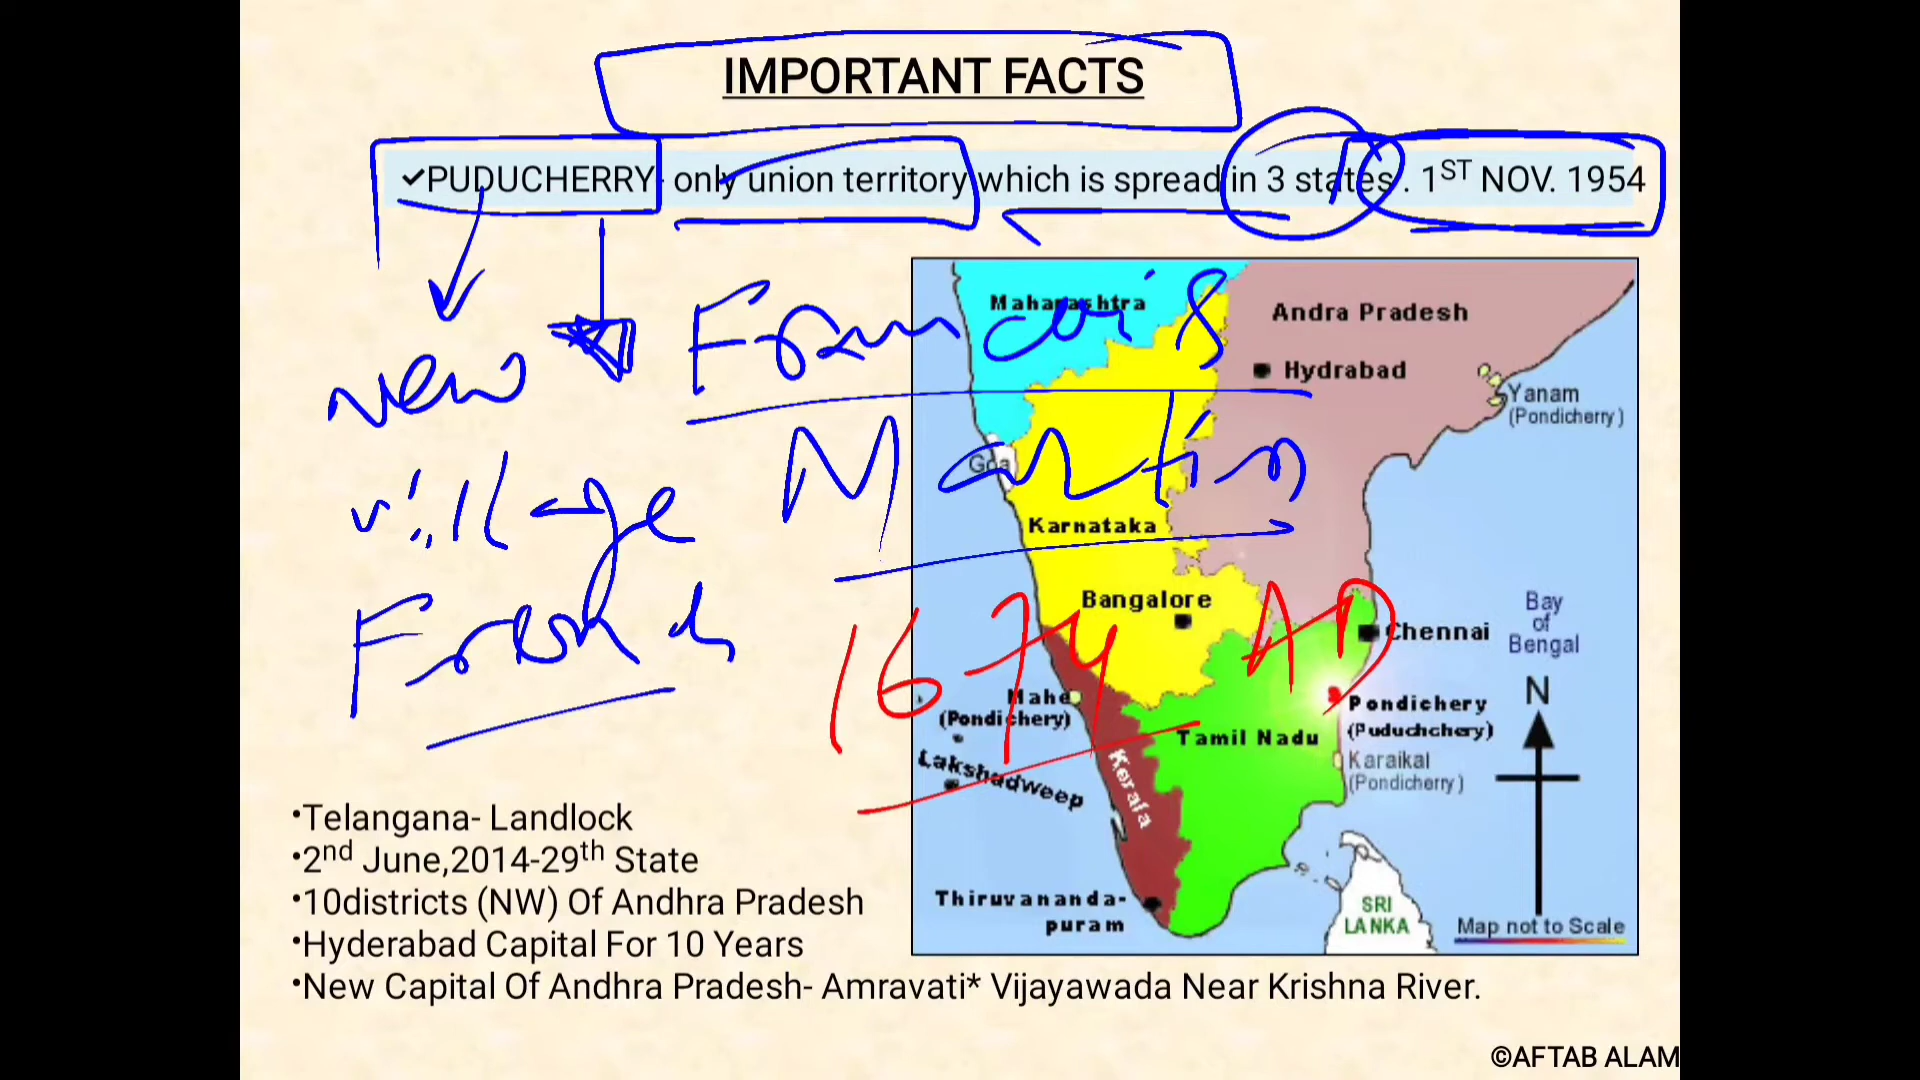 IMPORTANT FACTS
✓PUDUCHERRY- only union territory which is spread in 3 states . 1ST NOV. 1954
New
village
Francois
Martin
1674 AD
Maharashtra
Andra Pradesh
Hydrabad
Yanam
(Pondicherry)
Goa
Karnataka
Bangalore
Chennai
Bay
of
Bengal
Mahe
(Pondichery)
Lakshadweep
Kerala
Tamil Nadu
Pondichery
(Puduchchery)
Karaikal
(Pondicherry)
N
Thiruvananda-
puram
SRI
LANKA
Map not to Scale
•Telangana- Landlock
•2nd June,2014-29th State
•10districts (NW) Of Andhra Pradesh
•Hyderabad Capital For 10 Years
•New Capital Of Andhra Pradesh- Amravati* Vijayawada Near Krishna River.
©AFTAB ALAM